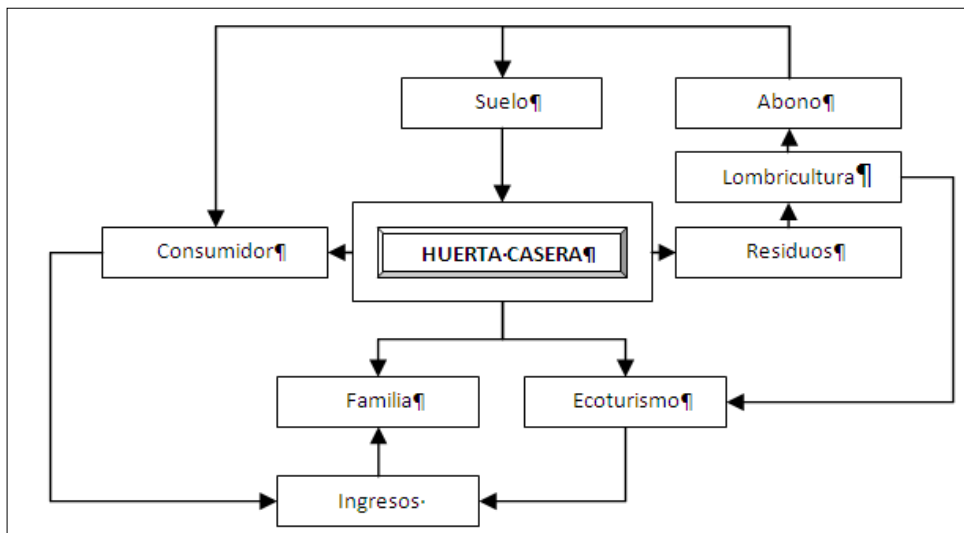 Suelo¶
Abono¶
Lombricultura¶
Consumidor¶
HUERTA·CASERA¶
Residuos¶
Familia¶
Ecoturismo¶
Ingresos·